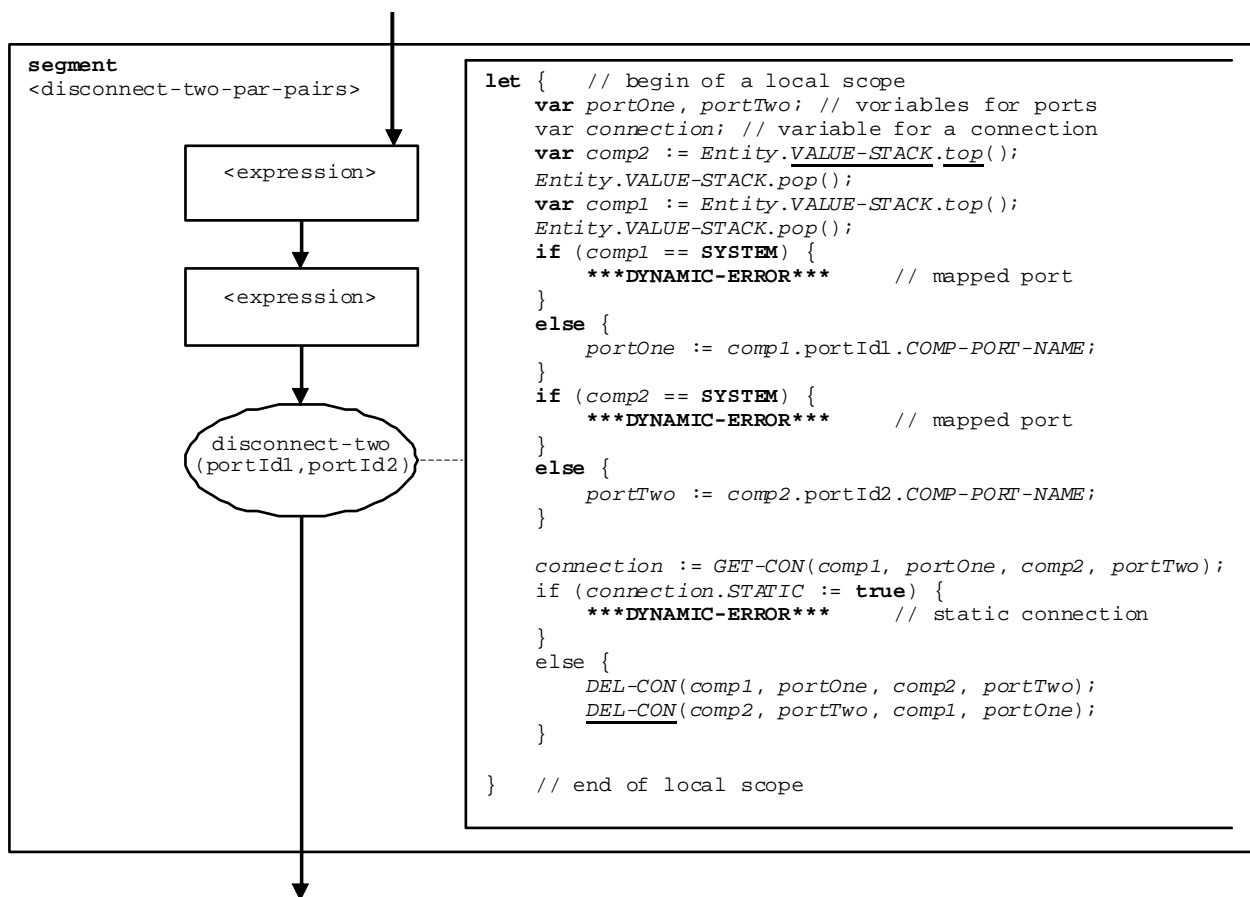 segment
<disconnect-two-par-pairs>
<expression>
<expression>
disconnect-two
(portId1,portId2)
let {   // begin of a local scope
var portOne, portTwo; // voriables for ports
var connection; // variable for a connection
var comp2 := Entity.VALUE-STACK.top();
Entity.VALUE-STACK.pop();
var comp1 := Entity.VALUE-STACK.top();
Entity.VALUE-STACK.pop();
if (comp1 == SYSTEM) {
***DYNAMIC-ERROR***     // mapped port
}
else {
portOne := comp1.portId1.COMP-PORT-NAME;
}
if (comp2 == SYSTEM) {
***DYNAMIC-ERROR***     // mapped port
}
else {
portTwo := comp2.portId2.COMP-PORT-NAME;
}
connection := GET-CON(comp1, portOne, comp2, portTwo);
if (connection.STATIC := true) {
***DYNAMIC-ERROR***     // static connection
}
else {
DEL-CON(comp1, portOne, comp2, portTwo);
DEL-CON(comp2, portTwo, comp1, portOne);
}
}   // end of local scope